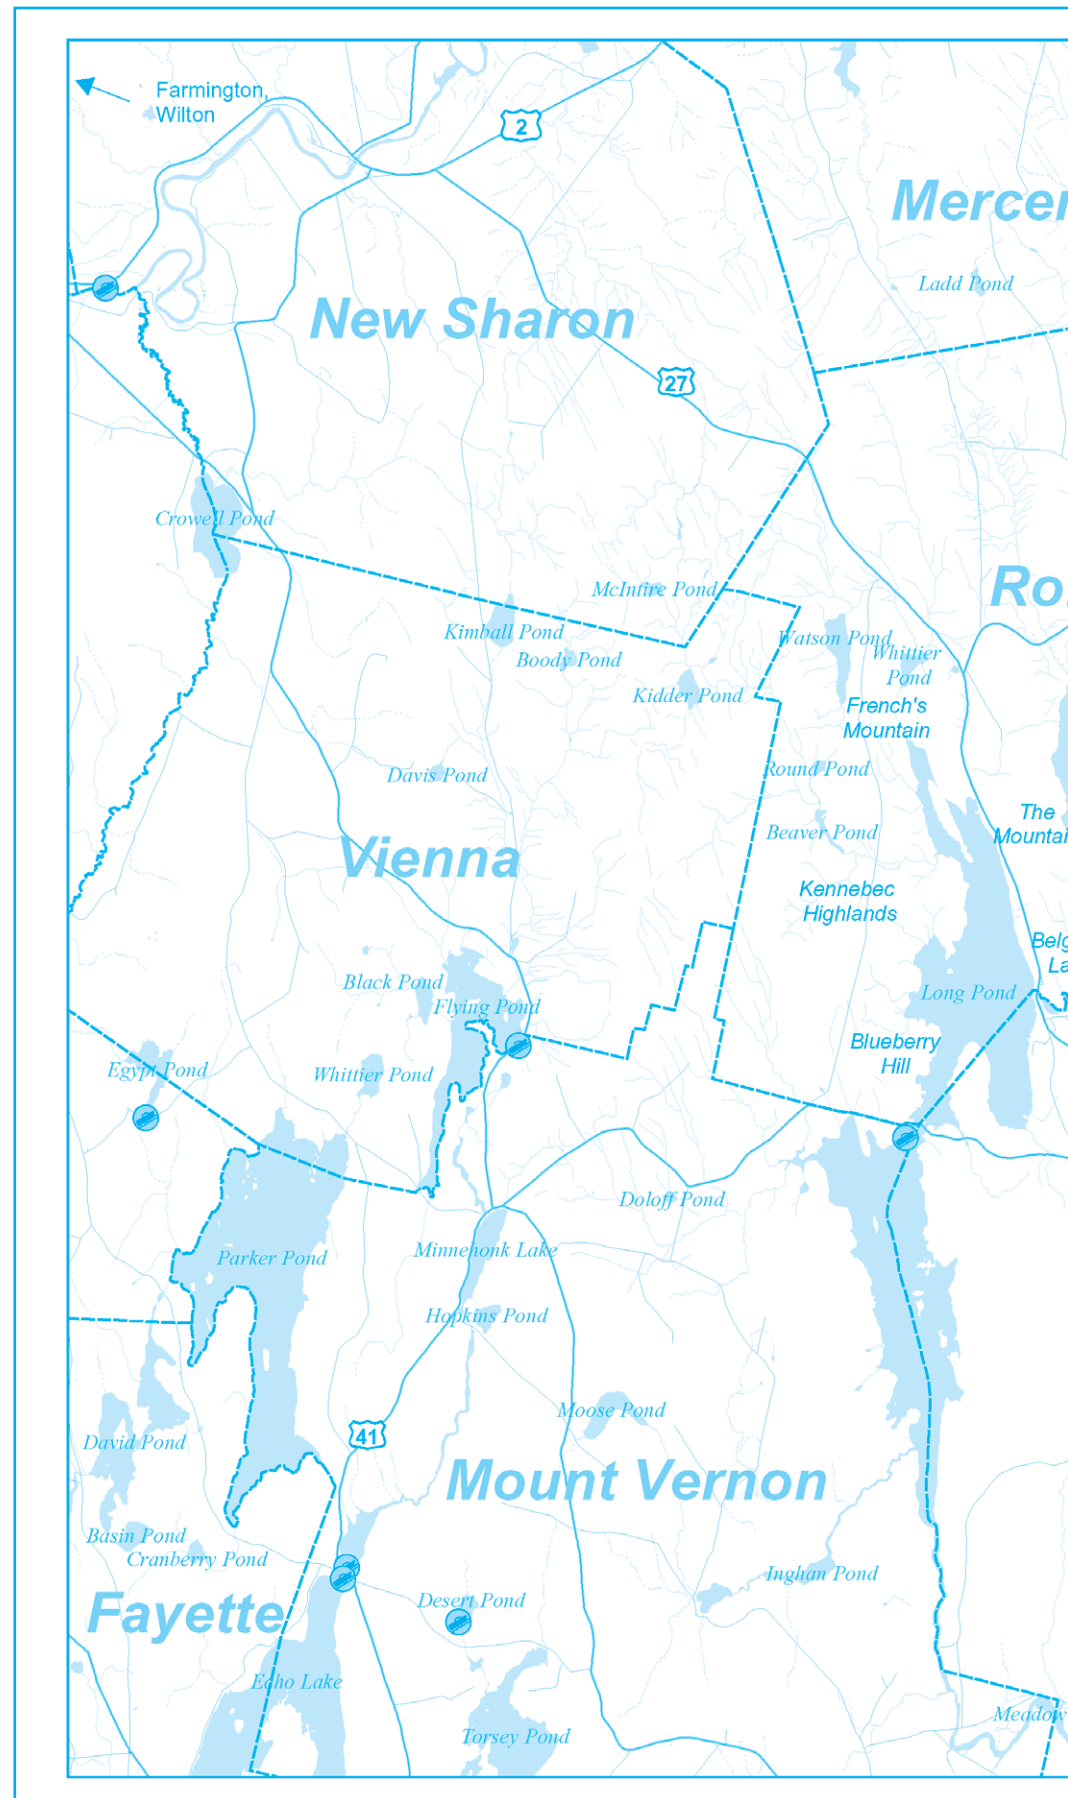 Farmington,
Wilton
2
Mercer
Ladd Pond
New Sharon
27
Crowell Pond
McIntire Pond
Kimball Pond
Boody Pond
Watson Pond
Whittier
Pond
Kidder Pond
French's
Mountain
Davis Pond
Round Pond
The
Beaver Pond
Vienna
Kennebec
Highlands
Black Pond
Flying Pond
Long Pond
Blueberry
Hill
Egypt Pond
Whittier Pond
Doloff Pond
Minnehonk Lake
Parker Pond
Hopkins Pond
Moose Pond
41
David Pond
Mount Vernon
Basin Pond
Cranberry Pond
Inghan Pond
Fayette
Desert Pond
Echo Lake
Meadow
Torsey Pond